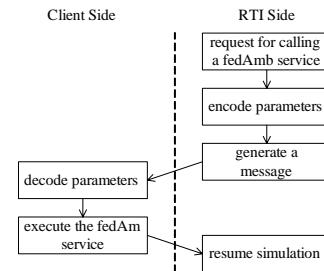 Client Side
RTI Side
request for calling
a fedAmb service
encode parameters
generate a
message
decode parameters
execute the fedAm
service
resume simulation